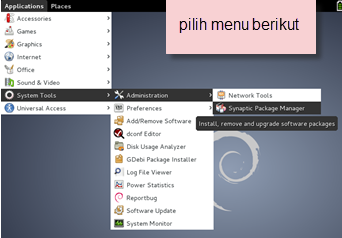 Applications Places
pilih menu berikut
Accessories
Games
Graphics
Internet
Office
Sound & Video
System Tools
Universal Access
Administration
Preferences
Add/Remove Software
dconf Editor
Disk Usage Analyzer
GDebi Package Installer
Log File Viewer
Power Statistics
Reportbug
Software Update
System Monitor
Network Tools
Synaptic Package Manager
Install, remove and upgrade software packages